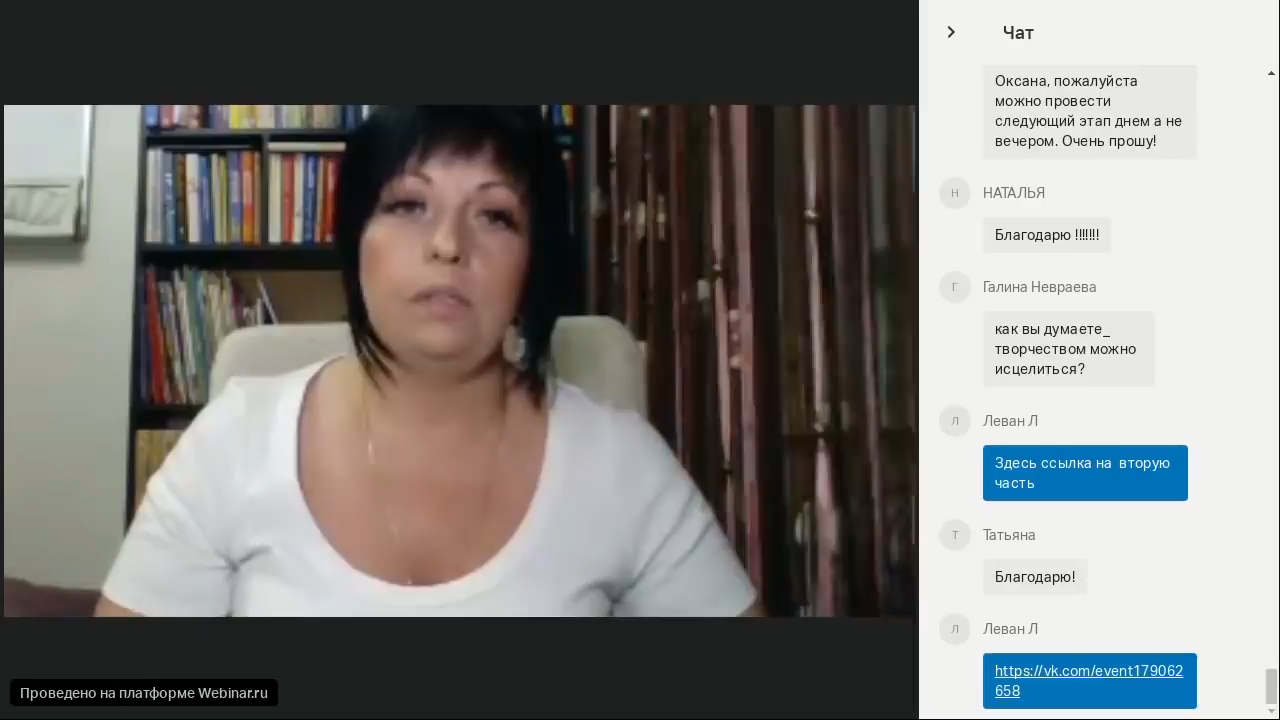 Чат
Оксана, пожалуйста
можно провести
следующий этап днем а не
вечером. Очень прошу!
Н
НАТАЛЬЯ
Благодарю !!!!!!!
Г
Галина Невраева
как вы думаете_
творчеством можно
исцелиться?
Л
Леван Л
Здесь ссылка на вторую
часть
Т
Татьяна
Благодарю!
Л
Леван Л
https://vk.com/event179062
658
Проведено на платформе Webinar.ru